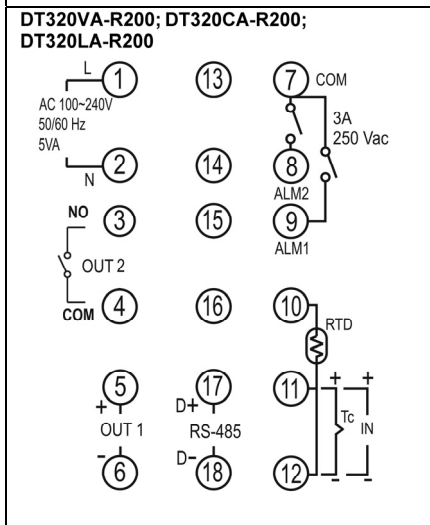 DT320VA-R200; DT320CA-R200;
DT320LA-R200
L 1 13 7 COM
AC 100~240V
50/60 Hz
5VA
3A
250 Vac
N 2 14 8
ALM2
NO 3 15 9
ALM1
OUT 2
COM 4 16 10
RTD
5 17 11 + +
+ D+
OUT 1 RS-485 Tc IN
- D-
6 18 12 - -